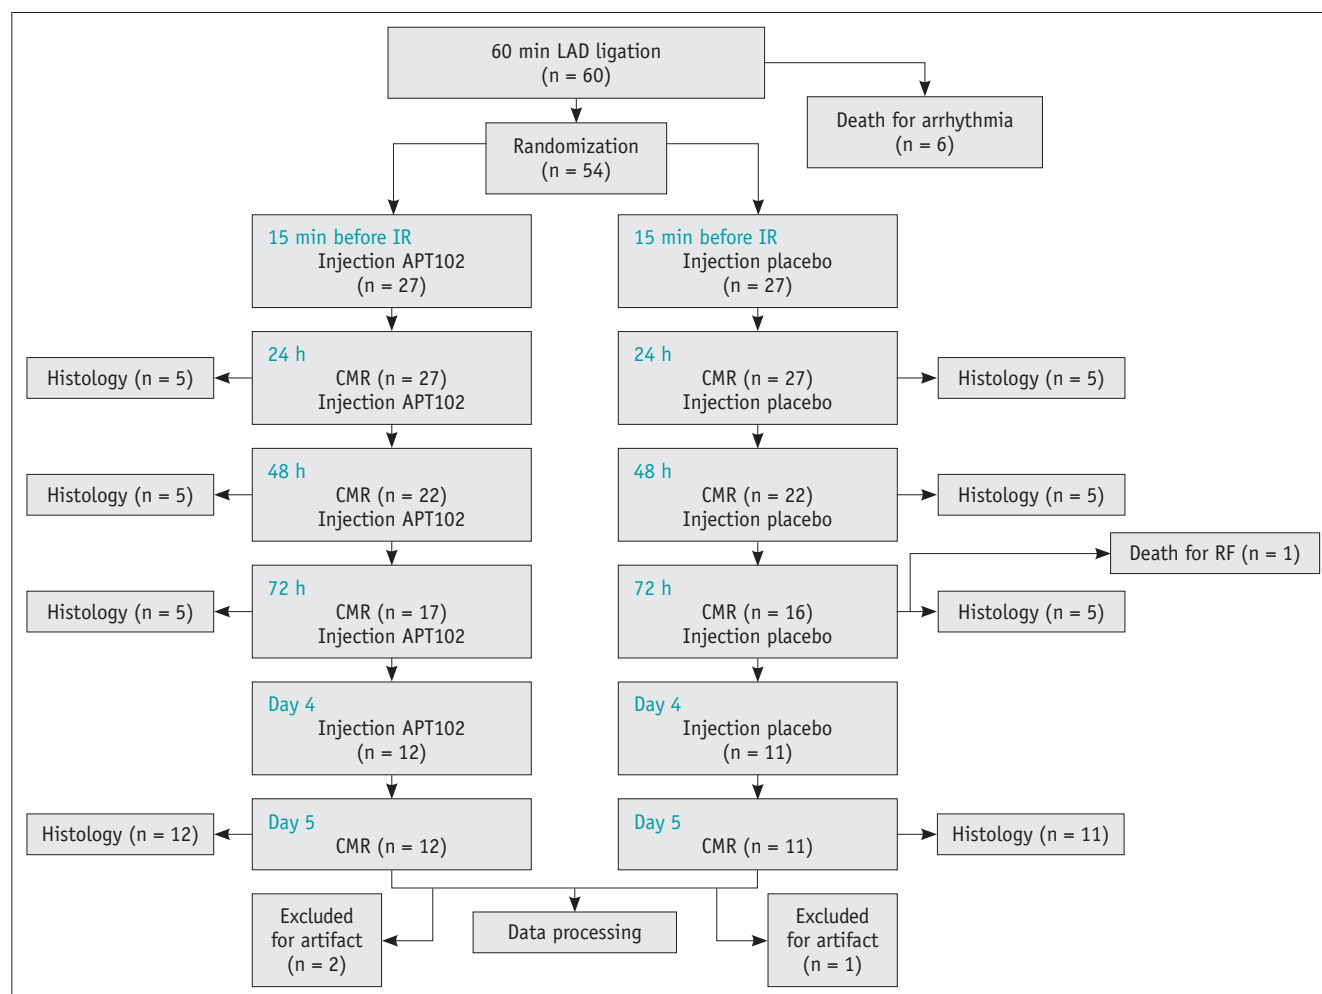 60 min LAD ligation
(n = 60)
Death for arrhythmia
(n = 6)
Randomization
(n = 54)
15 min before IR
Injection APT102
(n = 27)
15 min before IR
Injection placebo
(n = 27)
Histology (n = 5)
24 h
CMR (n = 27)
Injection APT102
24 h
CMR (n = 27)
Injection placebo
Histology (n = 5)
Histology (n = 5)
48 h
CMR (n = 22)
Injection APT102
48 h
CMR (n = 22)
Injection placebo
Histology (n = 5)
Death for RF (n = 1)
Histology (n = 5)
72 h
CMR (n = 17)
Injection APT102
72 h
CMR (n = 16)
Injection placebo
Histology (n = 5)
Day 4
Injection APT102
(n = 12)
Day 4
Injection placebo
(n = 11)
Histology (n = 12)
Day 5
CMR (n = 12)
Day 5
CMR (n = 11)
Histology (n = 11)
Excluded
for artifact
(n = 2)
Data processing
Excluded
for artifact
(n = 1)